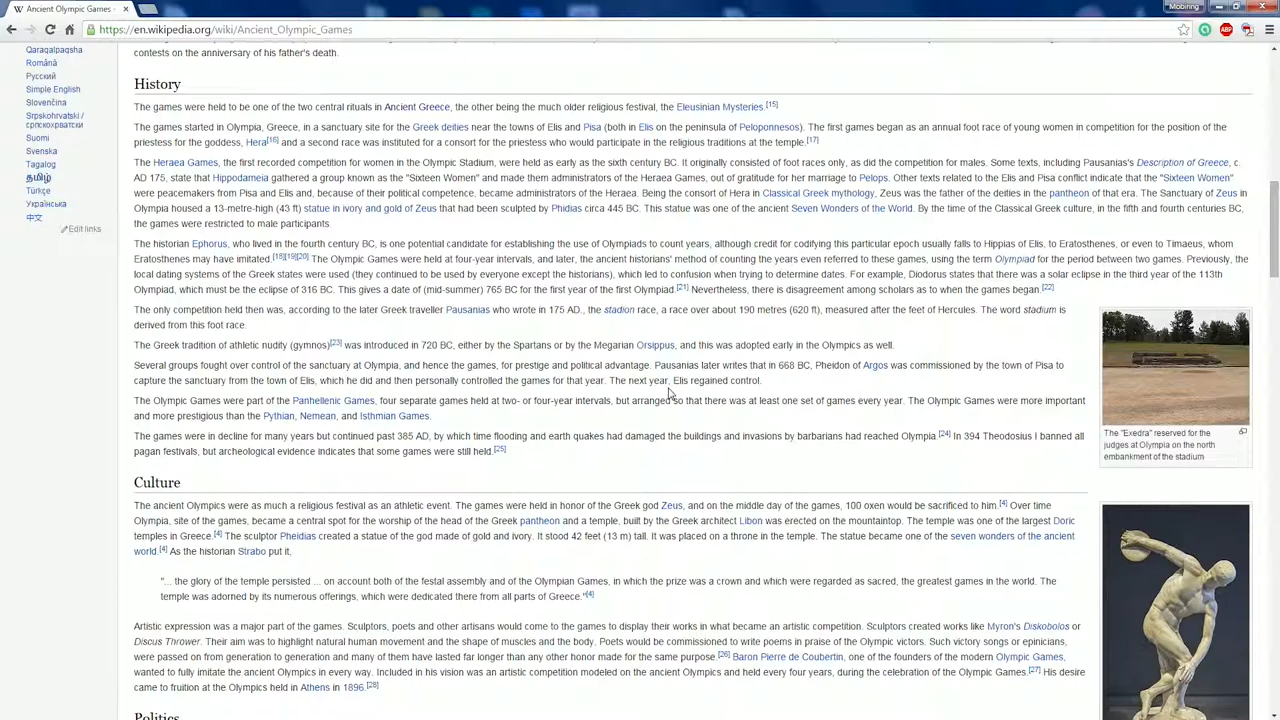 Ancient Olympic Games -
Mobiring
https://en.wikipedia.org/wiki/Ancient_Olympic_Games
ABP
Qaraqalpaqsha
Română
Русский
Simple English
Slovenčina
Srpskohrvatski /
српскохрватски
Suomi
Svenska
Tagalog
தமிழ்
Türkçe
Українська
中文
Edit links
contests on the anniversary of his father's death.
History
The games were held to be one of the two central rituals in Ancient Greece, the other being the much older religious festival, the Eleusinian Mysteries.[15]
The games started in Olympia, Greece, in a sanctuary site for the Greek deities near the towns of Elis and Pisa (both in Elis on the peninsula of Peloponnesos). The first games began as an annual foot race of young women in competition for the position of the
priestess for the goddess, Hera[16] and a second race was instituted for a consort for the priestess who would participate in the religious traditions at the temple.[17]
The Heraea Games, the first recorded competition for women in the Olympic Stadium, were held as early as the sixth century BC. It originally consisted of foot races only, as did the competition for males. Some texts, including Pausanias's Description of Greece, c.
AD 175, state that Hippodameia gathered a group known as the "Sixteen Women" and made them administrators of the Heraea Games, out of gratitude for her marriage to Pelops. Other texts related to the Elis and Pisa conflict indicate that the "Sixteen Women"
were peacemakers from Pisa and Elis and, because of their political competence, became administrators of the Heraea. Being the consort of Hera in Classical Greek mythology, Zeus was the father of the deities in the pantheon of that era. The Sanctuary of Zeus in
Olympia housed a 13-metre-high (43 ft) statue in ivory and gold of Zeus that had been sculpted by Phidias circa 445 BC. This statue was one of the ancient Seven Wonders of the World. By the time of the Classical Greek culture, in the fifth and fourth centuries BC,
the games were restricted to male participants.
The historian Ephorus, who lived in the fourth century BC, is one potential candidate for establishing the use of Olympiads to count years, although credit for codifying this particular epoch usually falls to Hippias of Elis, to Eratosthenes, or even to Timaeus, whom
Eratosthenes may have imitated.[18][19][20] The Olympic Games were held at four-year intervals, and later, the ancient historians' method of counting the years even referred to these games, using the term Olympiad for the period between two games. Previously, the
local dating systems of the Greek states were used (they continued to be used by everyone except the historians), which led to confusion when trying to determine dates. For example, Diodorus states that there was a solar eclipse in the third year of the 113th
Olympiad, which must be the eclipse of 316 BC. This gives a date of (mid-summer) 765 BC for the first year of the first Olympiad.[21] Nevertheless, there is disagreement among scholars as to when the games began.[22]
The only competition held then was, according to the later Greek traveller Pausanias who wrote in 175 AD., the stadion race, a race over about 190 metres (620 ft), measured after the feet of Hercules. The word stadium is
derived from this foot race.
The Greek tradition of athletic nudity (gymnos)[23] was introduced in 720 BC, either by the Spartans or by the Megarian Orsippus, and this was adopted early in the Olympics as well.
Several groups fought over control of the sanctuary at Olympia, and hence the games, for prestige and political advantage. Pausanias later writes that in 668 BC, Pheidon of Argos was commissioned by the town of Pisa to
capture the sanctuary from the town of Elis, which he did and then personally controlled the games for that year. The next year, Elis regained control.
The Olympic Games were part of the Panhellenic Games, four separate games held at two- or four-year intervals, but arranged so that there was at least one set of games every year. The Olympic Games were more important
and more prestigious than the Pythian, Nemean, and Isthmian Games.
The games were in decline for many years but continued past 385 AD, by which time flooding and earth quakes had damaged the buildings and invasions by barbarians had reached Olympia.[24] In 394 Theodosius I banned all
pagan festivals, but archeological evidence indicates that some games were still held.[25]
The "Exedra" reserved for the
judges at Olympia on the north
embankment of the stadium
Culture
The ancient Olympics were as much a religious festival as an athletic event. The games were held in honor of the Greek god Zeus, and on the middle day of the games, 100 oxen would be sacrificed to him.[4] Over time
Olympia, site of the games, became a central spot for the worship of the head of the Greek pantheon and a temple, built by the Greek architect Libon was erected on the mountaintop. The temple was one of the largest Doric
temples in Greece.[4] The sculptor Pheidias created a statue of the god made of gold and ivory. It stood 42 feet (13 m) tall. It was placed on a throne in the temple. The statue became one of the seven wonders of the ancient
world.[4] As the historian Strabo put it,
"... the glory of the temple persisted ... on account both of the festal assembly and of the Olympian Games, in which the prize was a crown and which were regarded as sacred, the greatest games in the world. The
temple was adorned by its numerous offerings, which were dedicated there from all parts of Greece."[4]
Artistic expression was a major part of the games. Sculptors, poets and other artisans would come to the games to display their works in what became an artistic competition. Sculptors created works like Myron's Diskobolos or
Discus Thrower. Their aim was to highlight natural human movement and the shape of muscles and the body. Poets would be commissioned to write poems in praise of the Olympic victors. Such victory songs or epinicians,
were passed on from generation to generation and many of them have lasted far longer than any other honor made for the same purpose.[26] Baron Pierre de Coubertin, one of the founders of the modern Olympic Games,
wanted to fully imitate the ancient Olympics in every way. Included in his vision was an artistic competition modeled on the ancient Olympics and held every four years, during the celebration of the Olympic Games.[27] His desire
came to fruition at the Olympics held in Athens in 1896.[28]
Politics